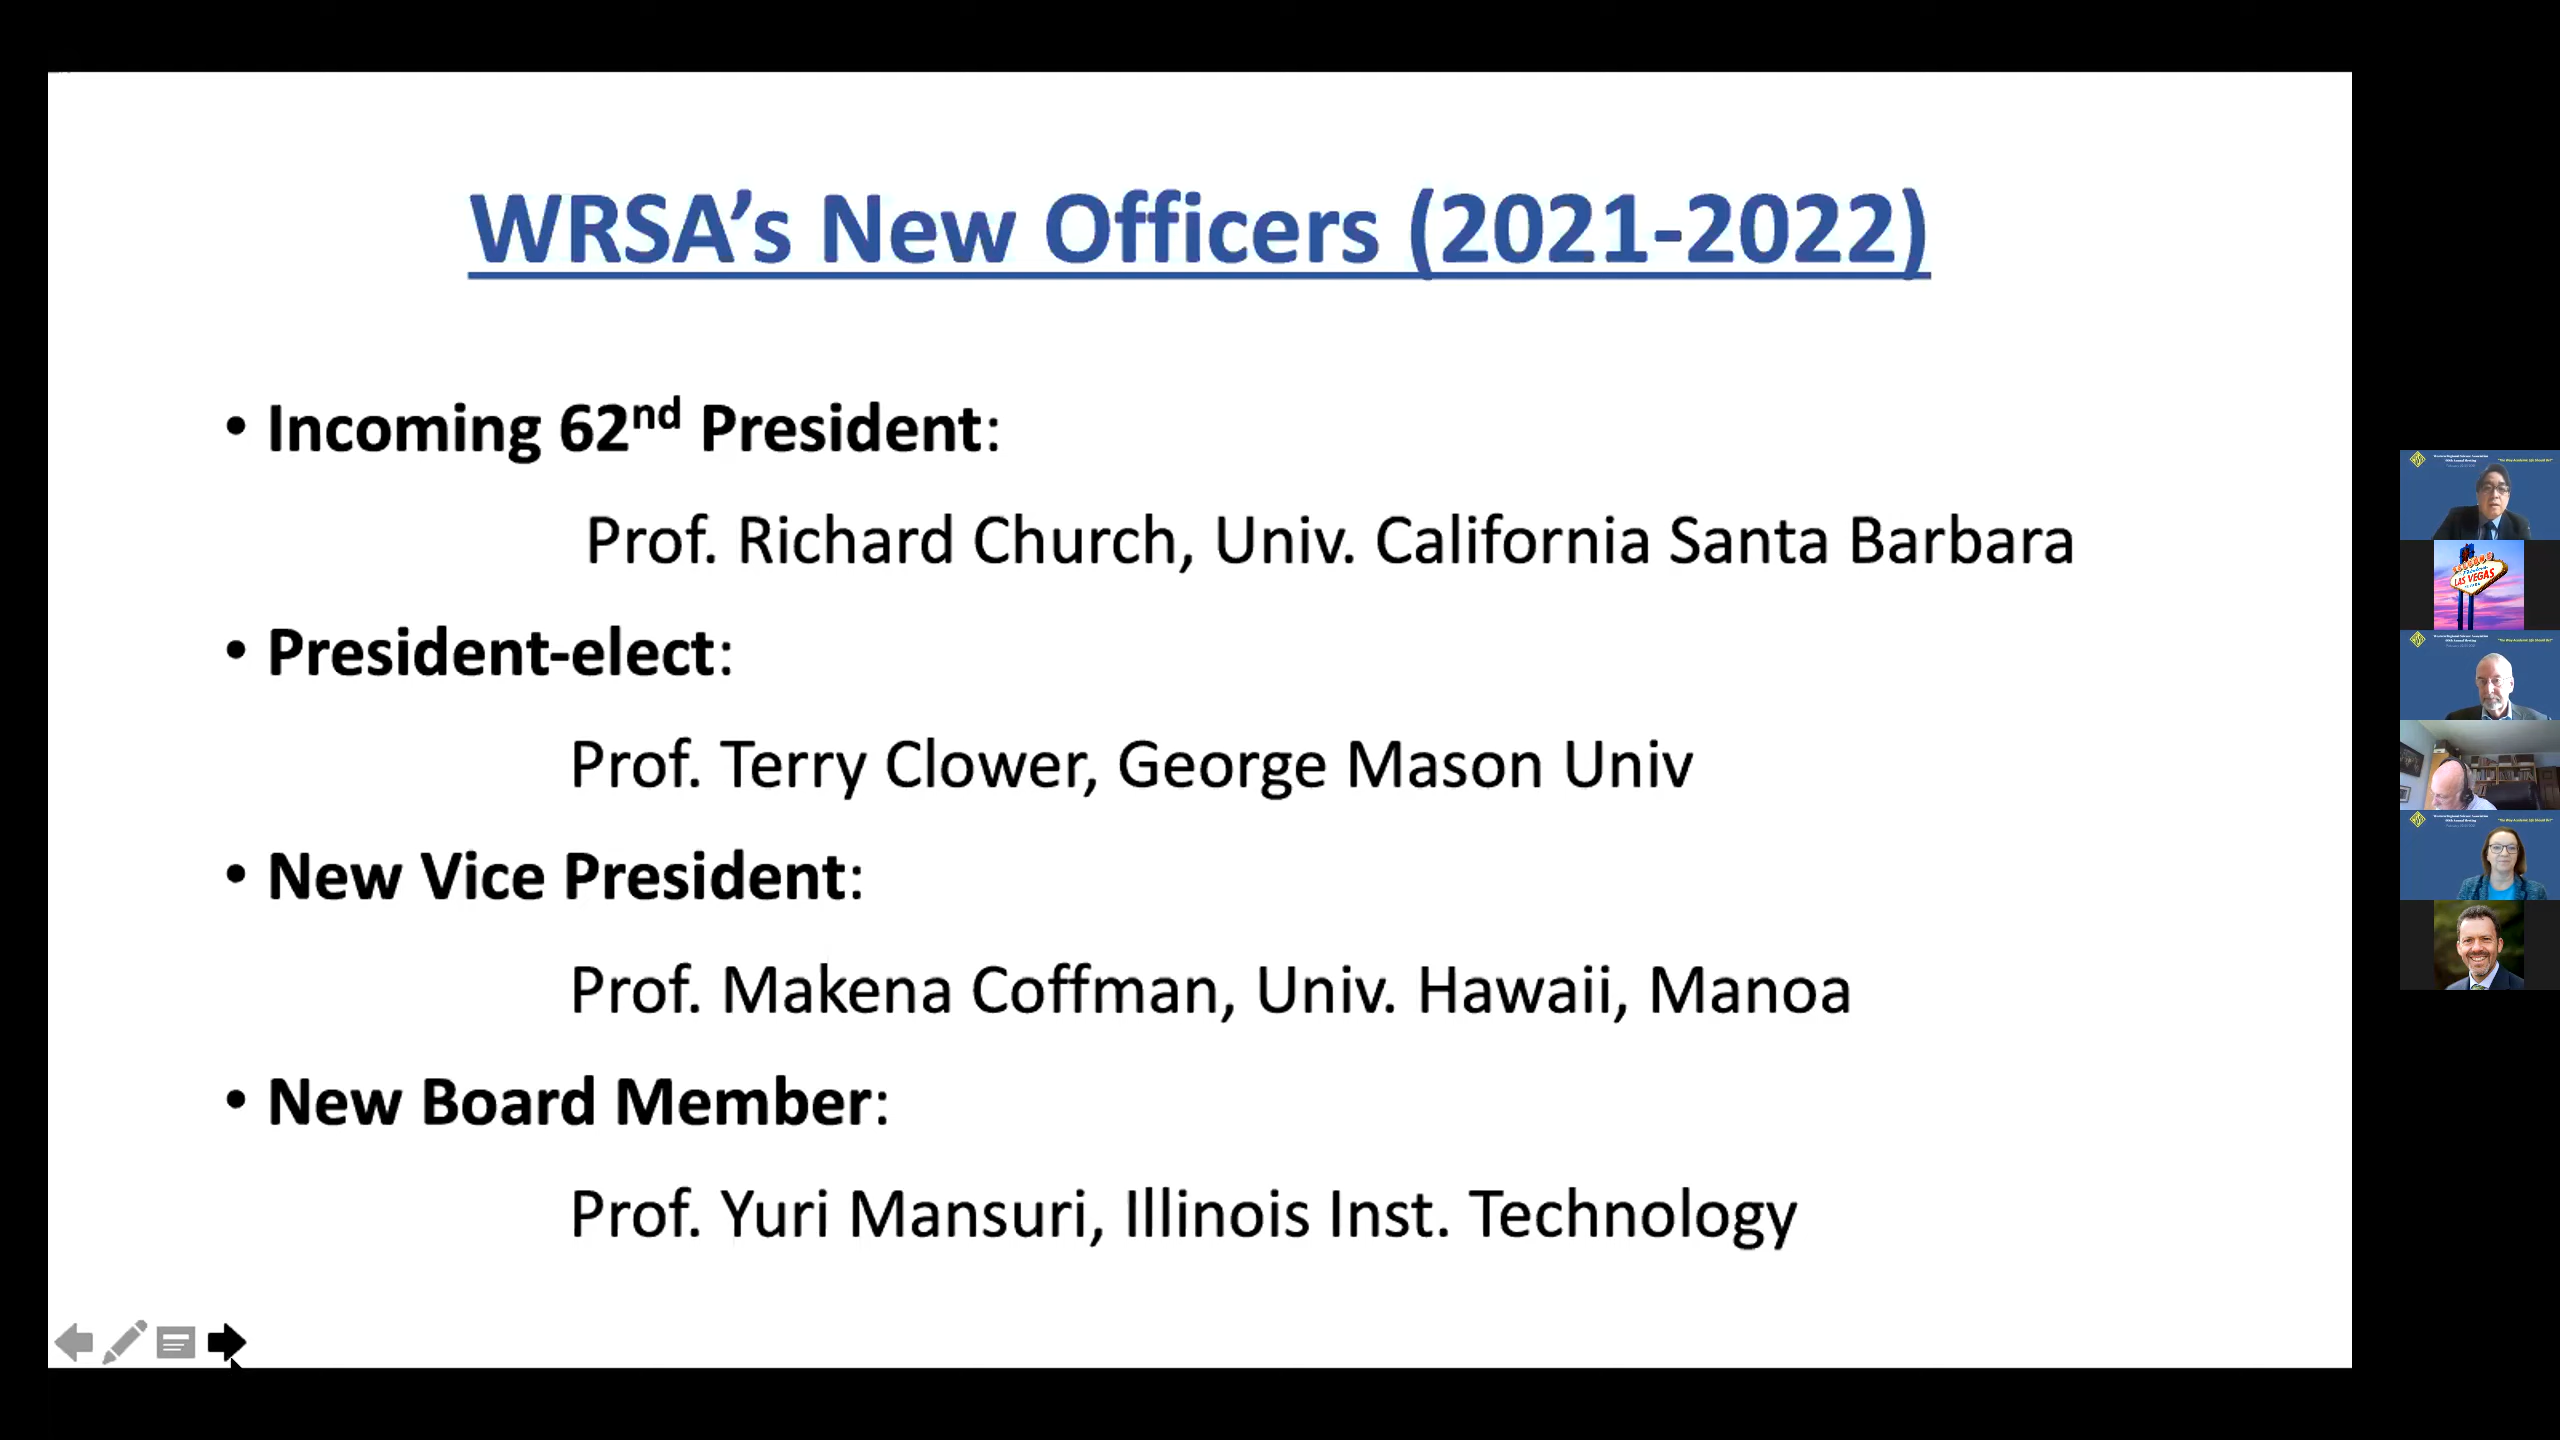 WRSA’s New Officers (2021-2022)
• Incoming 62nd President:
Prof. Richard Church, Univ. California Santa Barbara
• President-elect:
Prof. Terry Clower, George Mason Univ
• New Vice President:
Prof. Makena Coffman, Univ. Hawaii, Manoa
• New Board Member:
Prof. Yuri Mansuri, Illinois Inst. Technology
LAS VEGAS